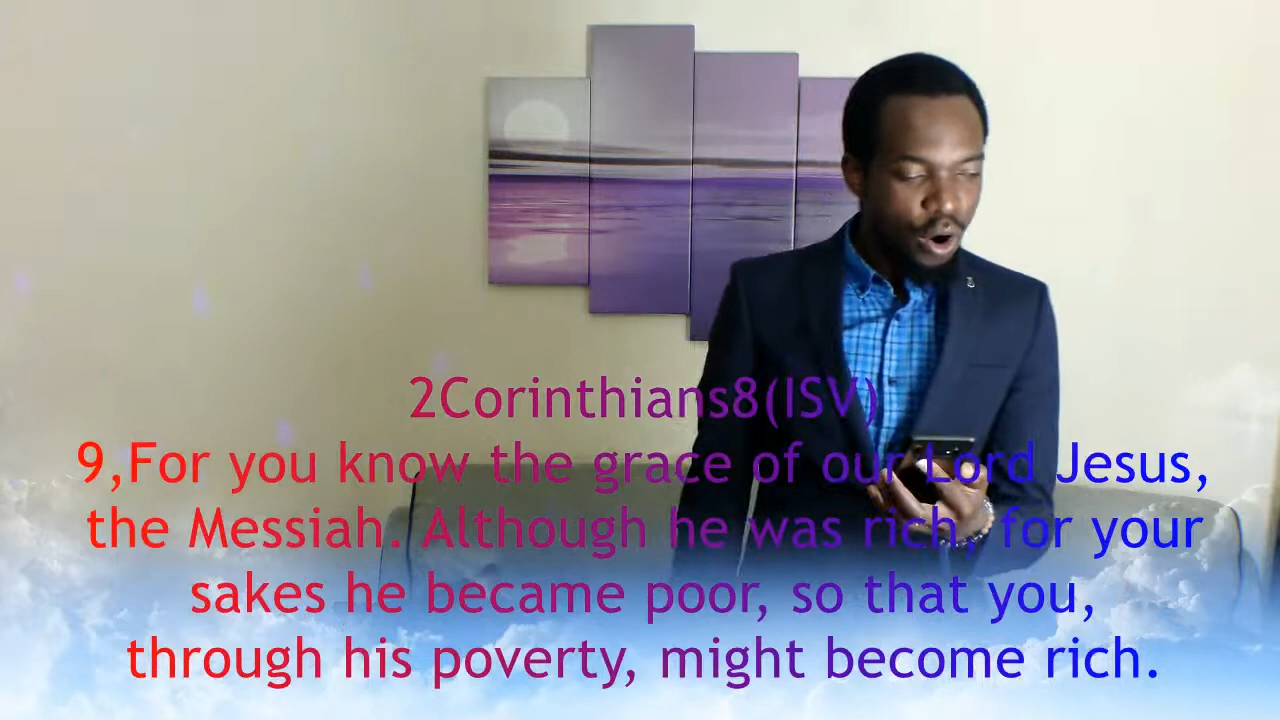 2Corinthians8(ISV)
9,For you know the grace of our Lord Jesus,
the Messiah. Although he was rich, for your
sakes he became poor, so that you,
through his poverty, might become rich.